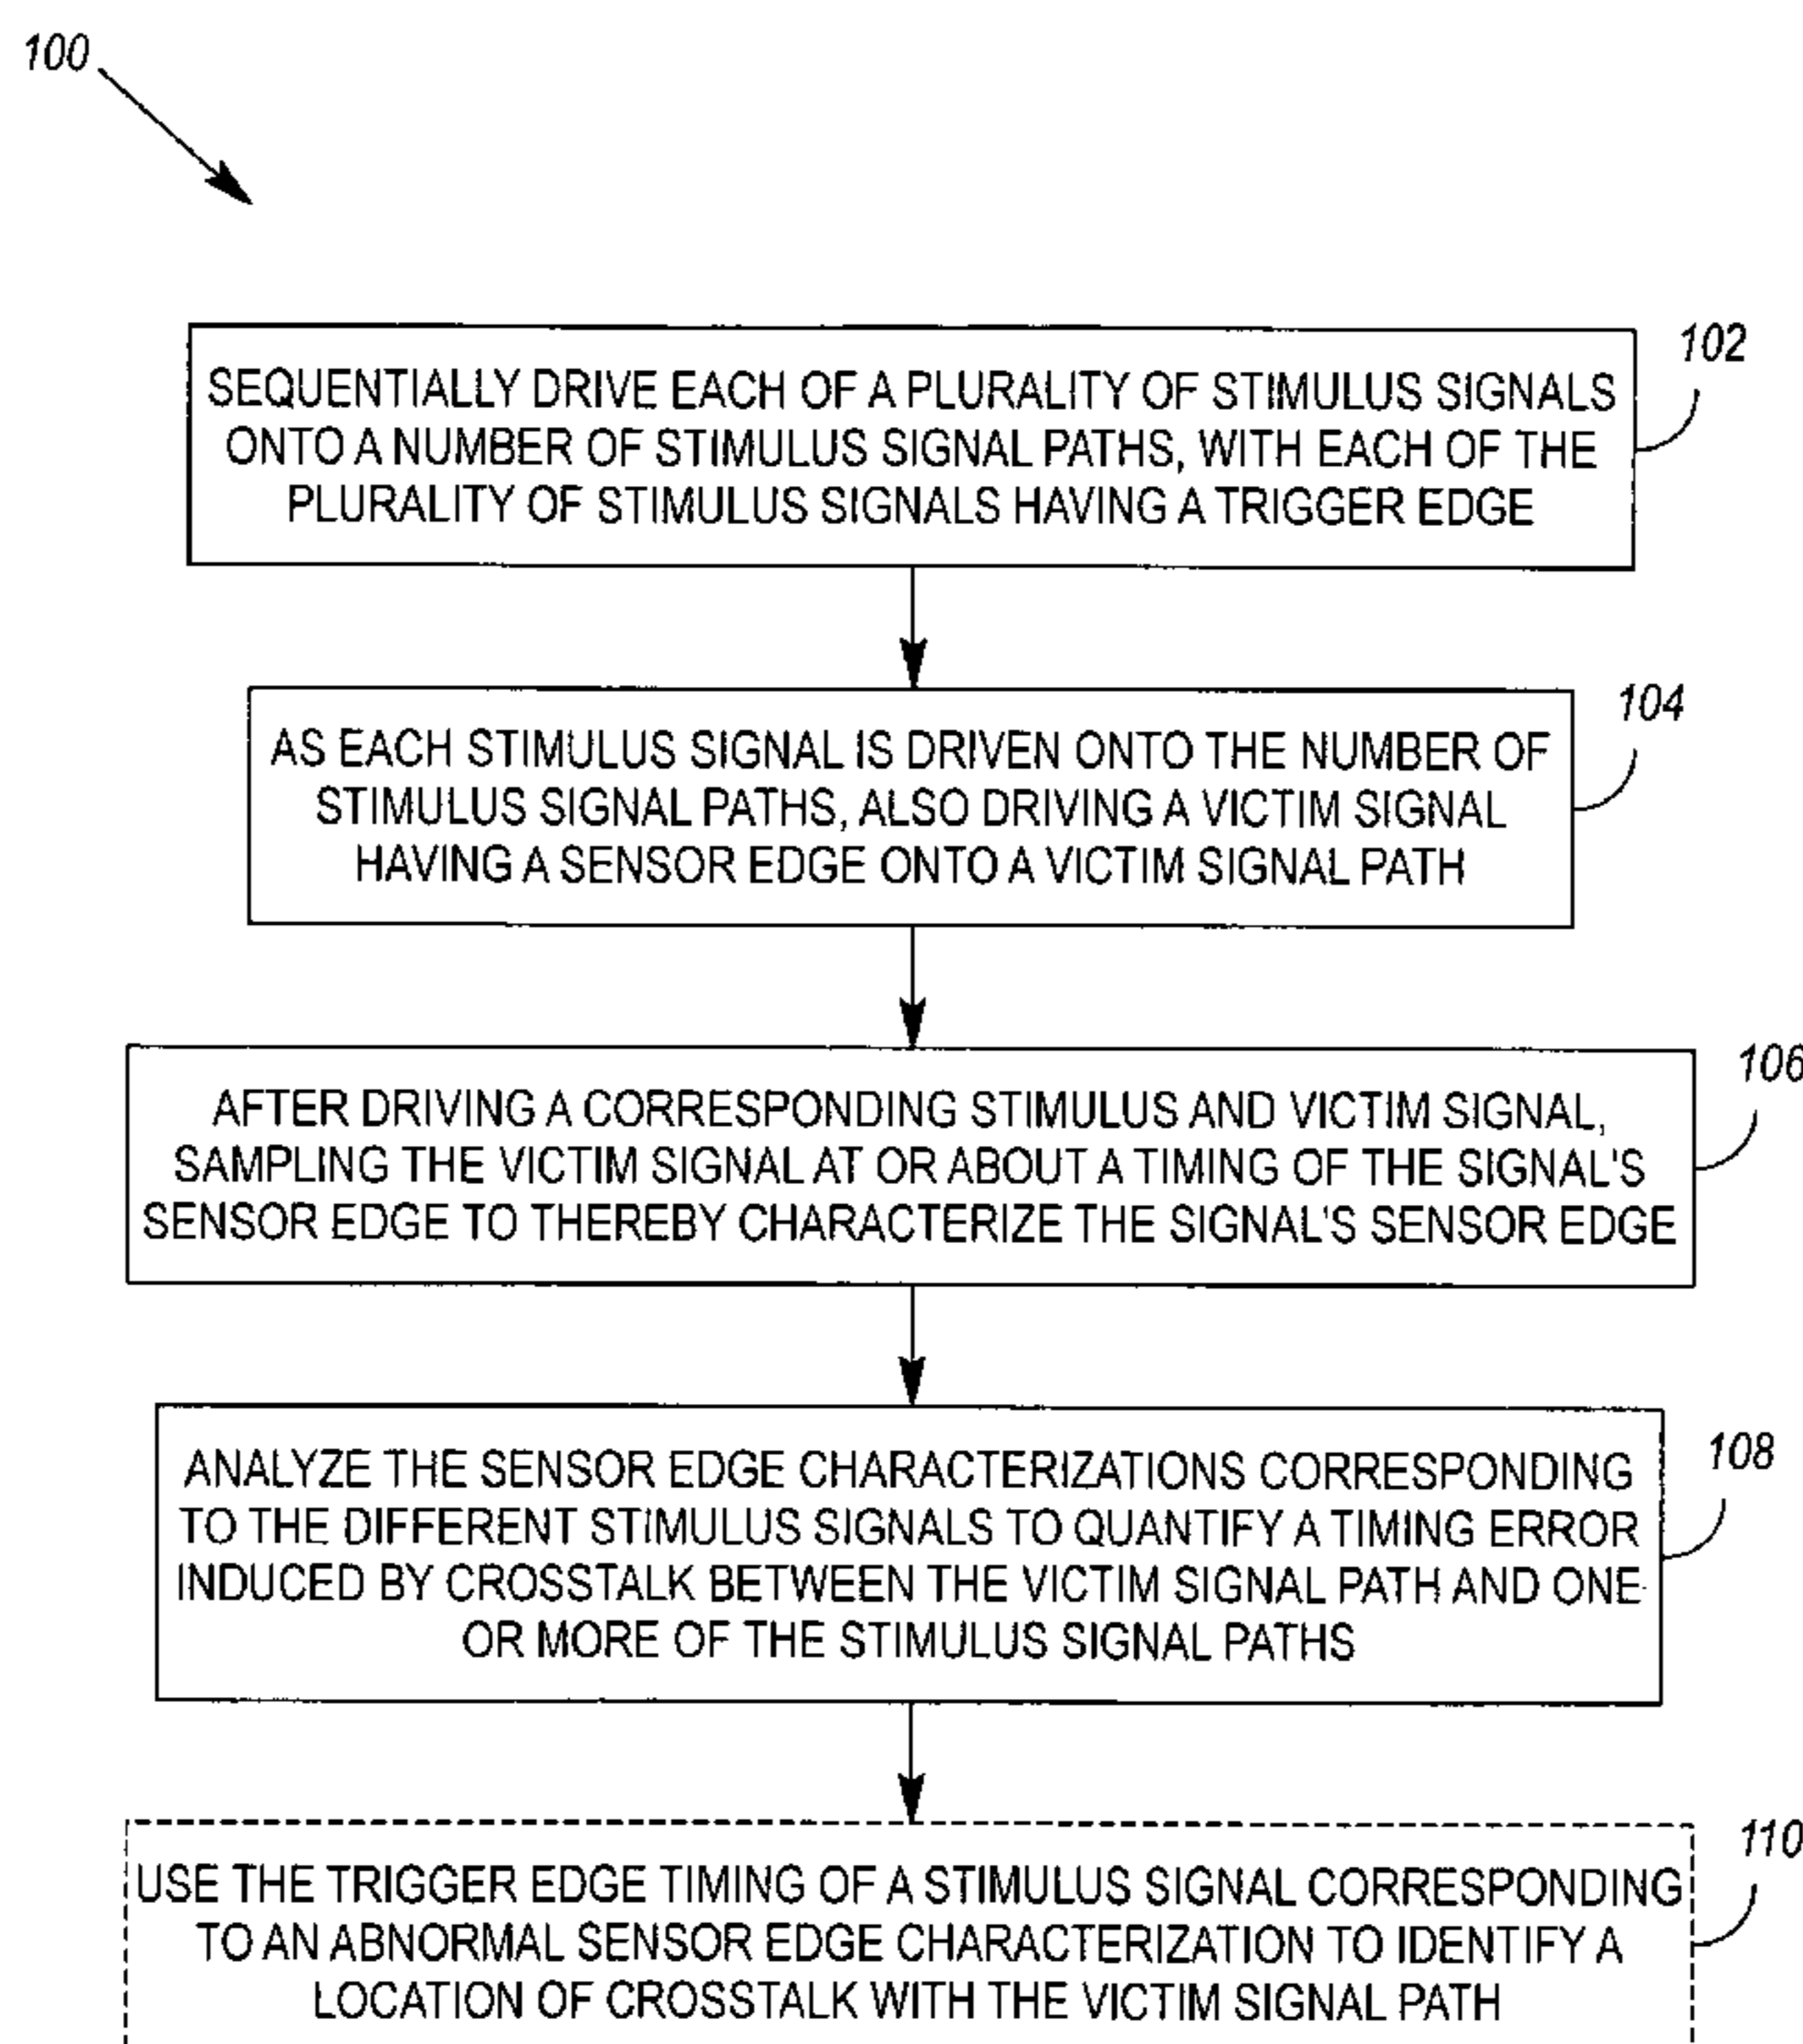 100
102
SEQUENTIALLY DRIVE EACH OF A PLURALITY OF STIMULUS SIGNALS
ONTO A NUMBER OF STIMULUS SIGNAL PATHS, WITH EACH OF THE
PLURALITY OF STIMULUS SIGNALS HAVING A TRIGGER EDGE
104
AS EACH STIMULUS SIGNAL IS DRIVEN ONTO THE NUMBER OF
STIMULUS SIGNAL PATHS, ALSO DRIVING A VICTIM SIGNAL
HAVING A SENSOR EDGE ONTO A VICTIM SIGNAL PATH
106
AFTER DRIVING A CORRESPONDING STIMULUS AND VICTIM SIGNAL,
SAMPLING THE VICTIM SIGNAL AT OR ABOUT A TIMING OF THE SIGNAL'S
SENSOR EDGE TO THEREBY CHARACTERIZE THE SIGNAL'S SENSOR EDGE
108
ANALYZE THE SENSOR EDGE CHARACTERIZATIONS CORRESPONDING
TO THE DIFFERENT STIMULUS SIGNALS TO QUANTIFY A TIMING ERROR
INDUCED BY CROSSTALK BETWEEN THE VICTIM SIGNAL PATH AND ONE
OR MORE OF THE STIMULUS SIGNAL PATHS
110
USE THE TRIGGER EDGE TIMING OF A STIMULUS SIGNAL CORRESPONDING
TO AN ABNORMAL SENSOR EDGE CHARACTERIZATION TO IDENTIFY A
LOCATION OF CROSSTALK WITH THE VICTIM SIGNAL PATH